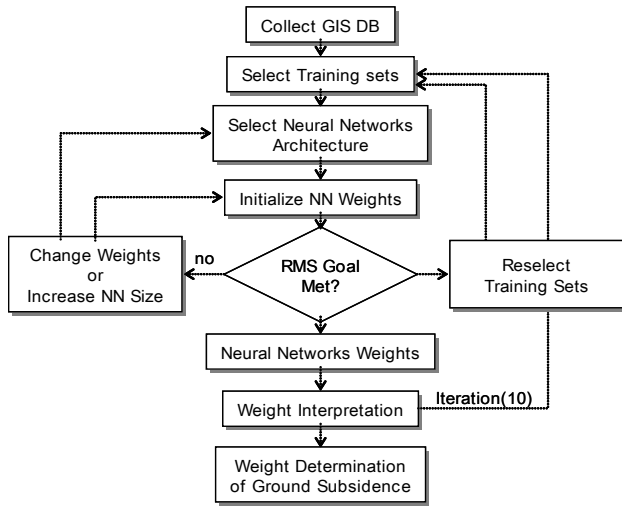 Collect GIS DB
Select Training sets
Select Neural Networks
Architecture
Initialize NN Weights
Change Weights
or
Increase NN Size
no
RMS Goal
Met?
Reselect
Training Sets
Neural Networks Weights
Weight Interpretation
Iteration(10)
Weight Determination
of Ground Subsidence